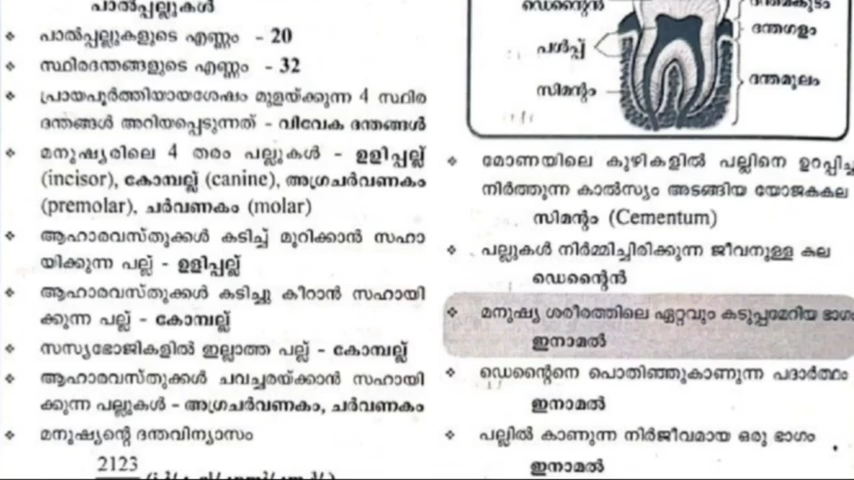 പാൽപ്പല്ലുകൾ
❖ പാൽപ്പല്ലുകളുടെ എണ്ണം - 20
❖ സ്ഥിരദന്തങ്ങളുടെ എണ്ണം - 32
❖ പ്രായപൂർത്തിയായശേഷം മുളയ്ക്കുന്ന 4 സ്ഥിര
ദന്തങ്ങൾ അറിയപ്പെടുന്നത് - വിവേക ദന്തങ്ങൾ
❖ മനുഷ്യരിലെ 4 തരം പല്ലുകൾ - ഉളിപ്പല്ല്
(incisor), കോമ്പല്ല് (canine), അഗ്രചർവണകം
(premolar), ചർവണകം (molar)
❖ ആഹാരവസ്തുക്കൾ കടിച്ച് മുറിക്കാൻ സഹാ
യിക്കുന്ന പല്ല് - ഉളിപ്പല്ല്
❖ ആഹാരവസ്തുക്കൾ കടിച്ചു കീറാൻ സഹായി
ക്കുന്ന പല്ല് - കോമ്പല്ല്
❖ സസ്യഭോജികളിൽ ഇല്ലാത്ത പല്ല് - കോമ്പല്ല്
❖ ആഹാരവസ്തുക്കൾ ചവച്ചരയ്ക്കാൻ സഹായി
ക്കുന്ന പല്ലുകൾ - അഗ്രചർവണകം, ചർവണകം
❖ മനുഷ്യന്റെ ദന്തവിന്യാസം
2123
ഡെന്റൈൻ
ദന്തമകുടം
ദന്തഗളം
പൾപ്പ്
സിമന്റം
ദന്തമൂലം
❖ മോണയിലെ കുഴികളിൽ പല്ലിനെ ഉറപ്പിച്ച
നിർത്തുന്ന കാൽസ്യം അടങ്ങിയ യോജകകല
സിമന്റം (Cementum)
❖ പല്ലുകൾ നിർമ്മിച്ചിരിക്കുന്ന ജീവനുള്ള കല
ഡെന്റൈൻ
❖ മനുഷ്യ ശരീരത്തിലെ ഏറ്റവും കടുപ്പമേറിയ ഭാഗം
ഇനാമൽ
❖ ഡെന്റൈനെ പൊതിഞ്ഞുകാണുന്ന പദാർത്ഥം
ഇനാമൽ
❖ പല്ലിൽ കാണുന്ന നിർജീവമായ ഒരു ഭാഗം
ഇനാമൽ